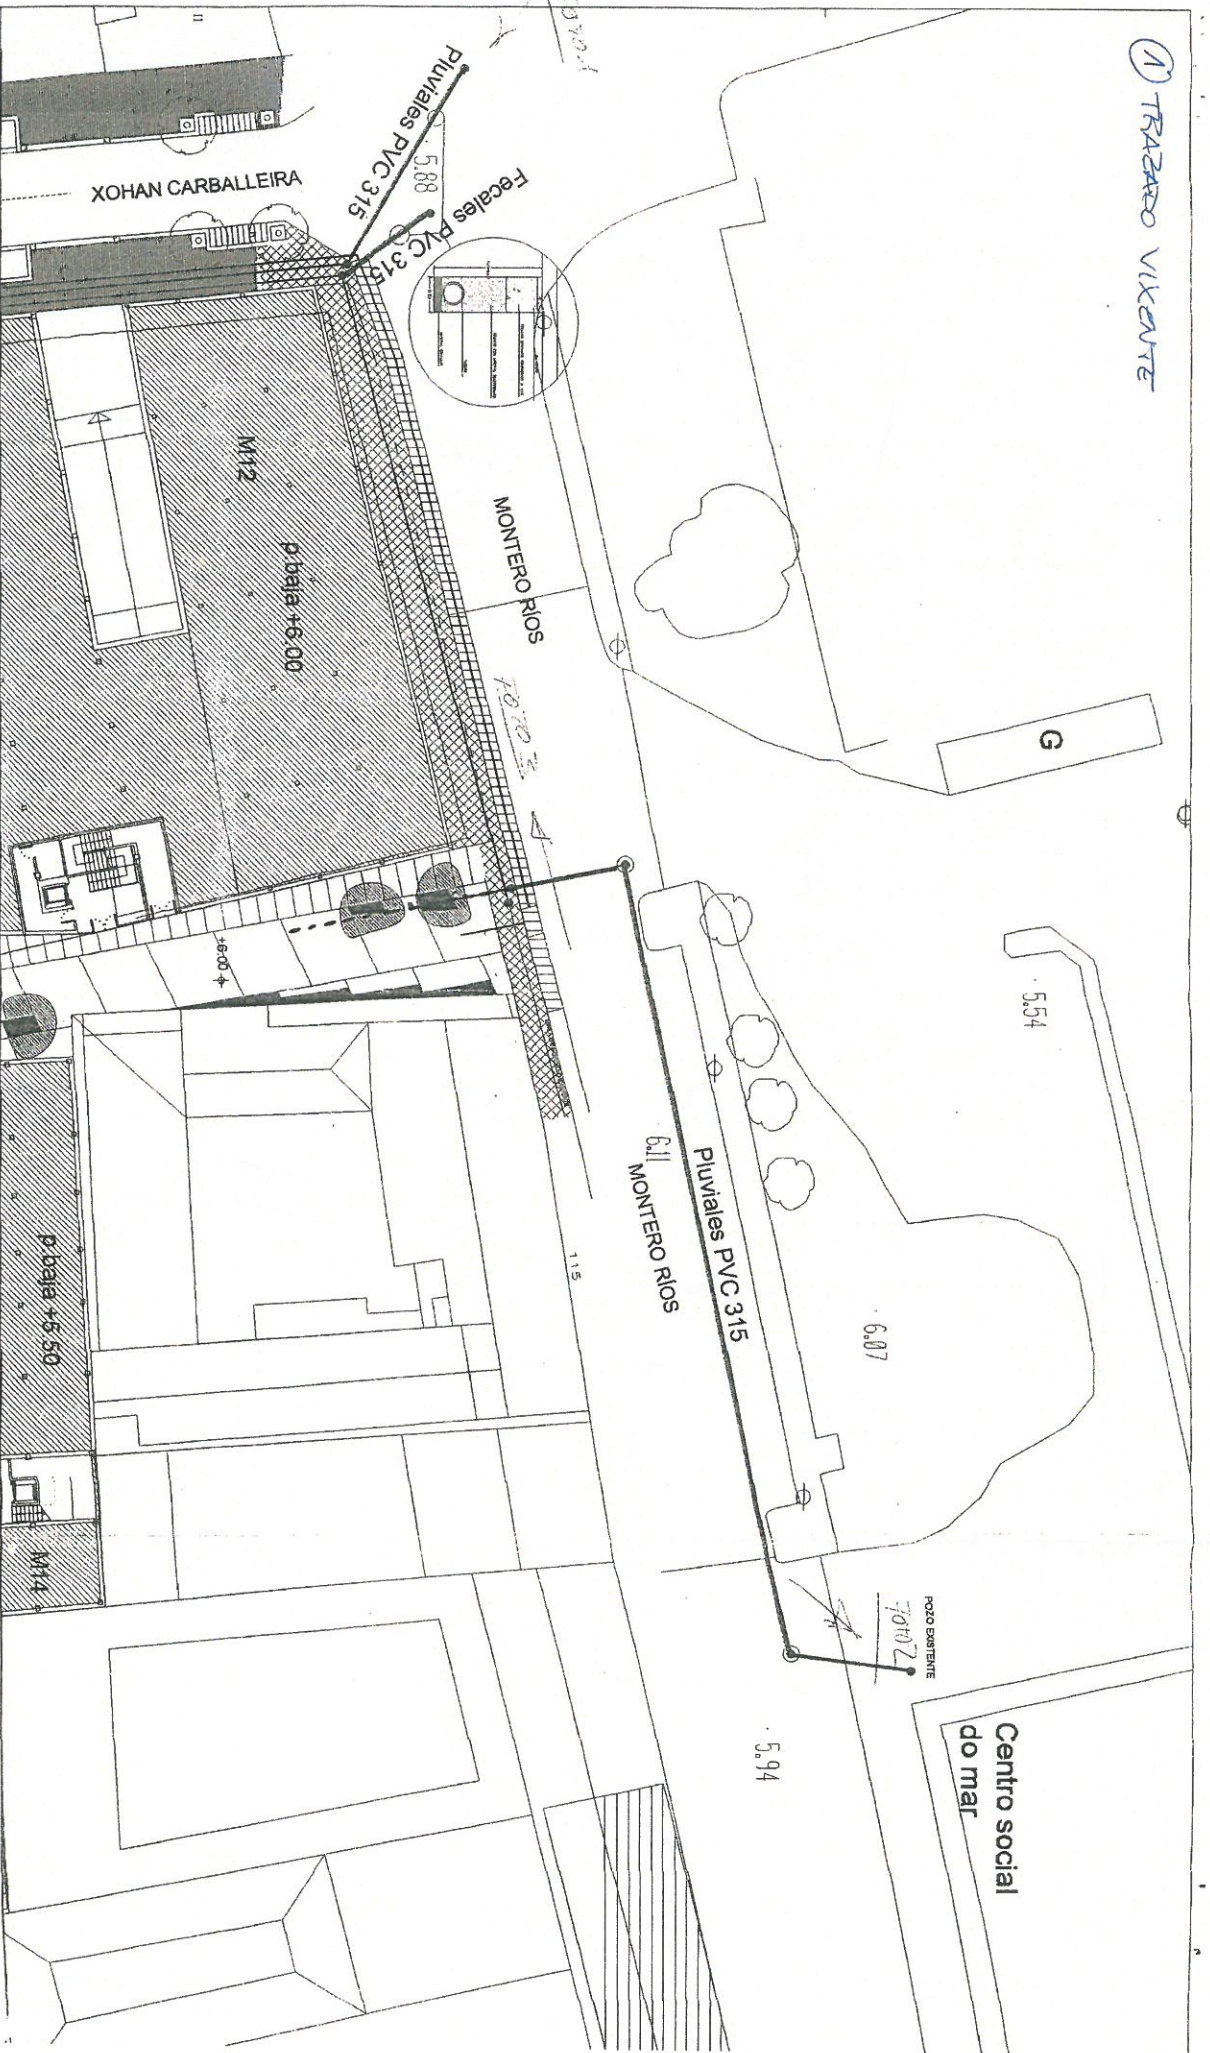 ① TRAZADO VIXENTE
Pluviales PVC 315
5.88
Fecales PVC 315
XOHAN CARBALLEIRA
M12
p.baja +6.00
MONTERO RÍOS
FOTO 3
G
+6.00
5.54
6.11
MONTERO RÍOS
Pluviales PVC 315
6.07
115
p.baja +5.50
M14
POZO EXISTENTE
FOTO 2
5.94
Centro social
do mar